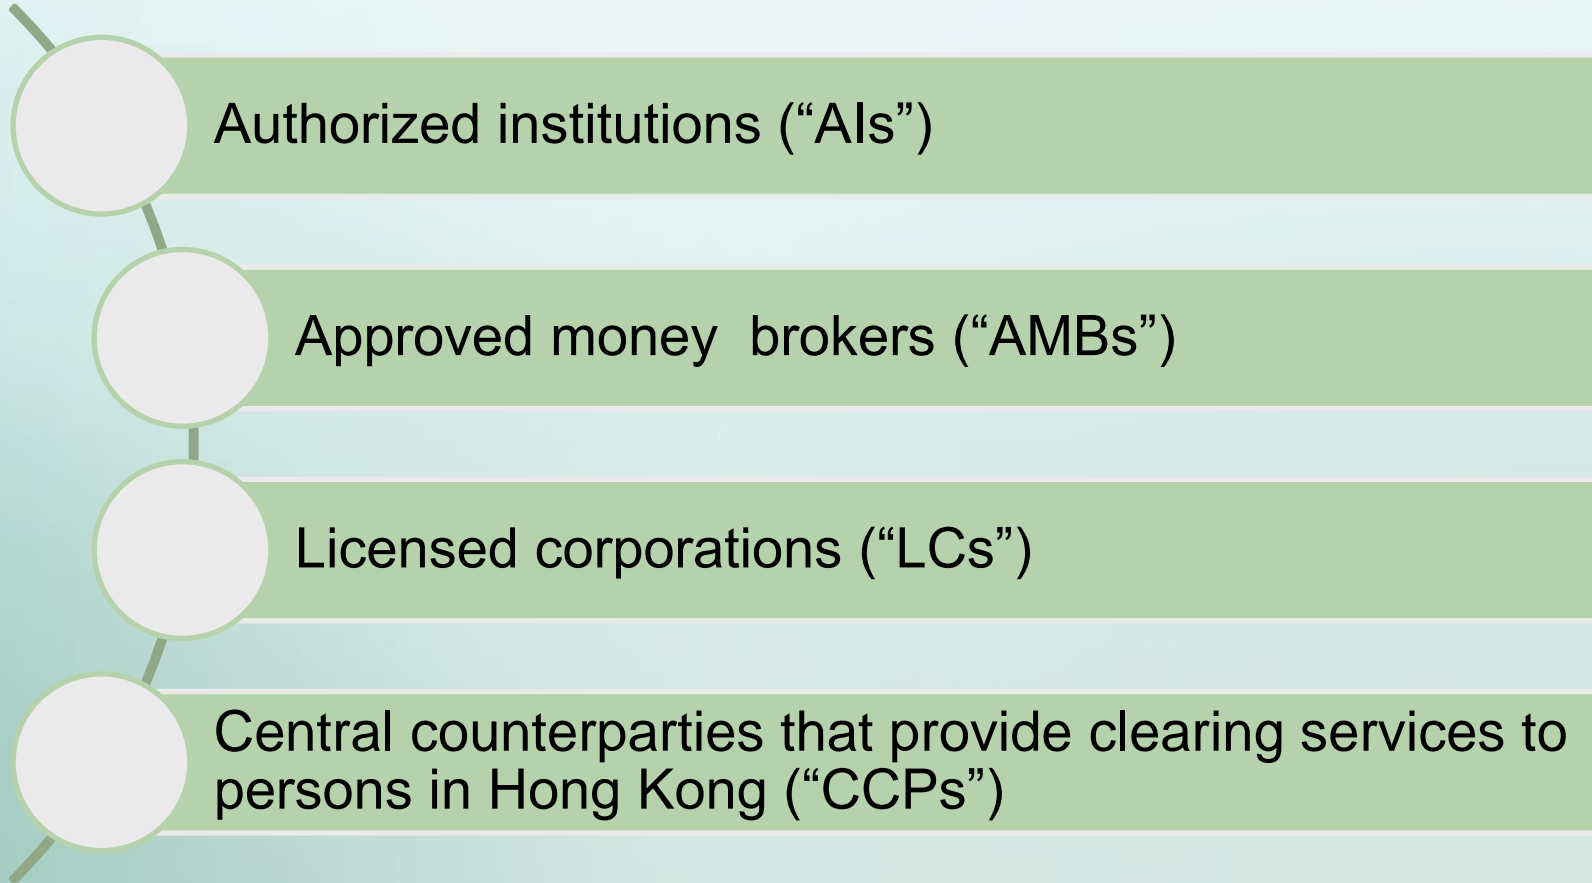 Authorized institutions (“AIs”)
Approved money  brokers (“AMBs”)
Licensed corporations (“LCs”)
Central counterparties that provide clearing services to
persons in Hong Kong (“CCPs”)